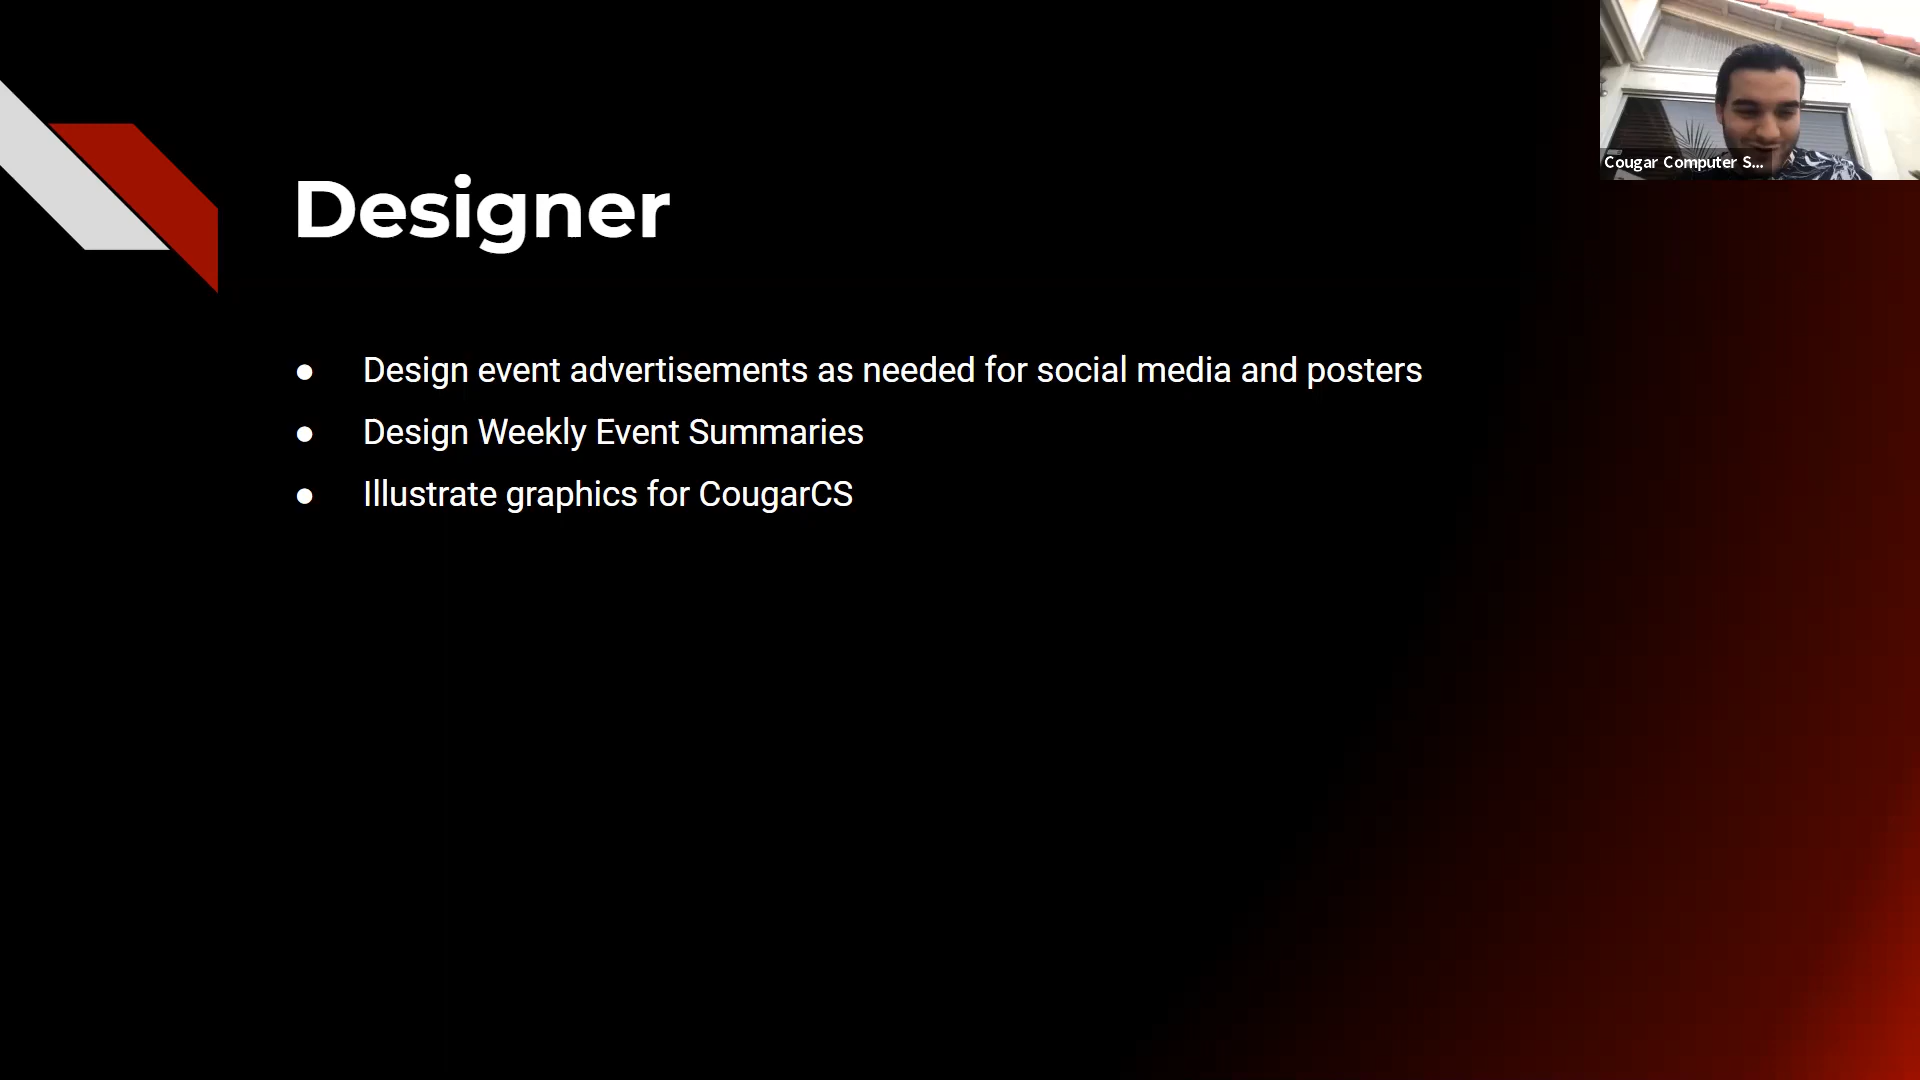 Cougar Computer S...
Designer
● Design event advertisements as needed for social media and posters
● Design Weekly Event Summaries
● Illustrate graphics for CougarCS